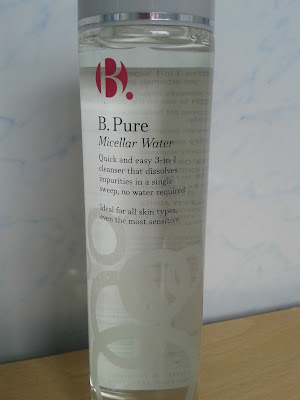 B.
B. Pure
Micellar Water
Quick and easy 3-in-1
cleanser that dissolves
impurities in a single
sweep, no water required
Ideal for all skin types,
even the most sensitive